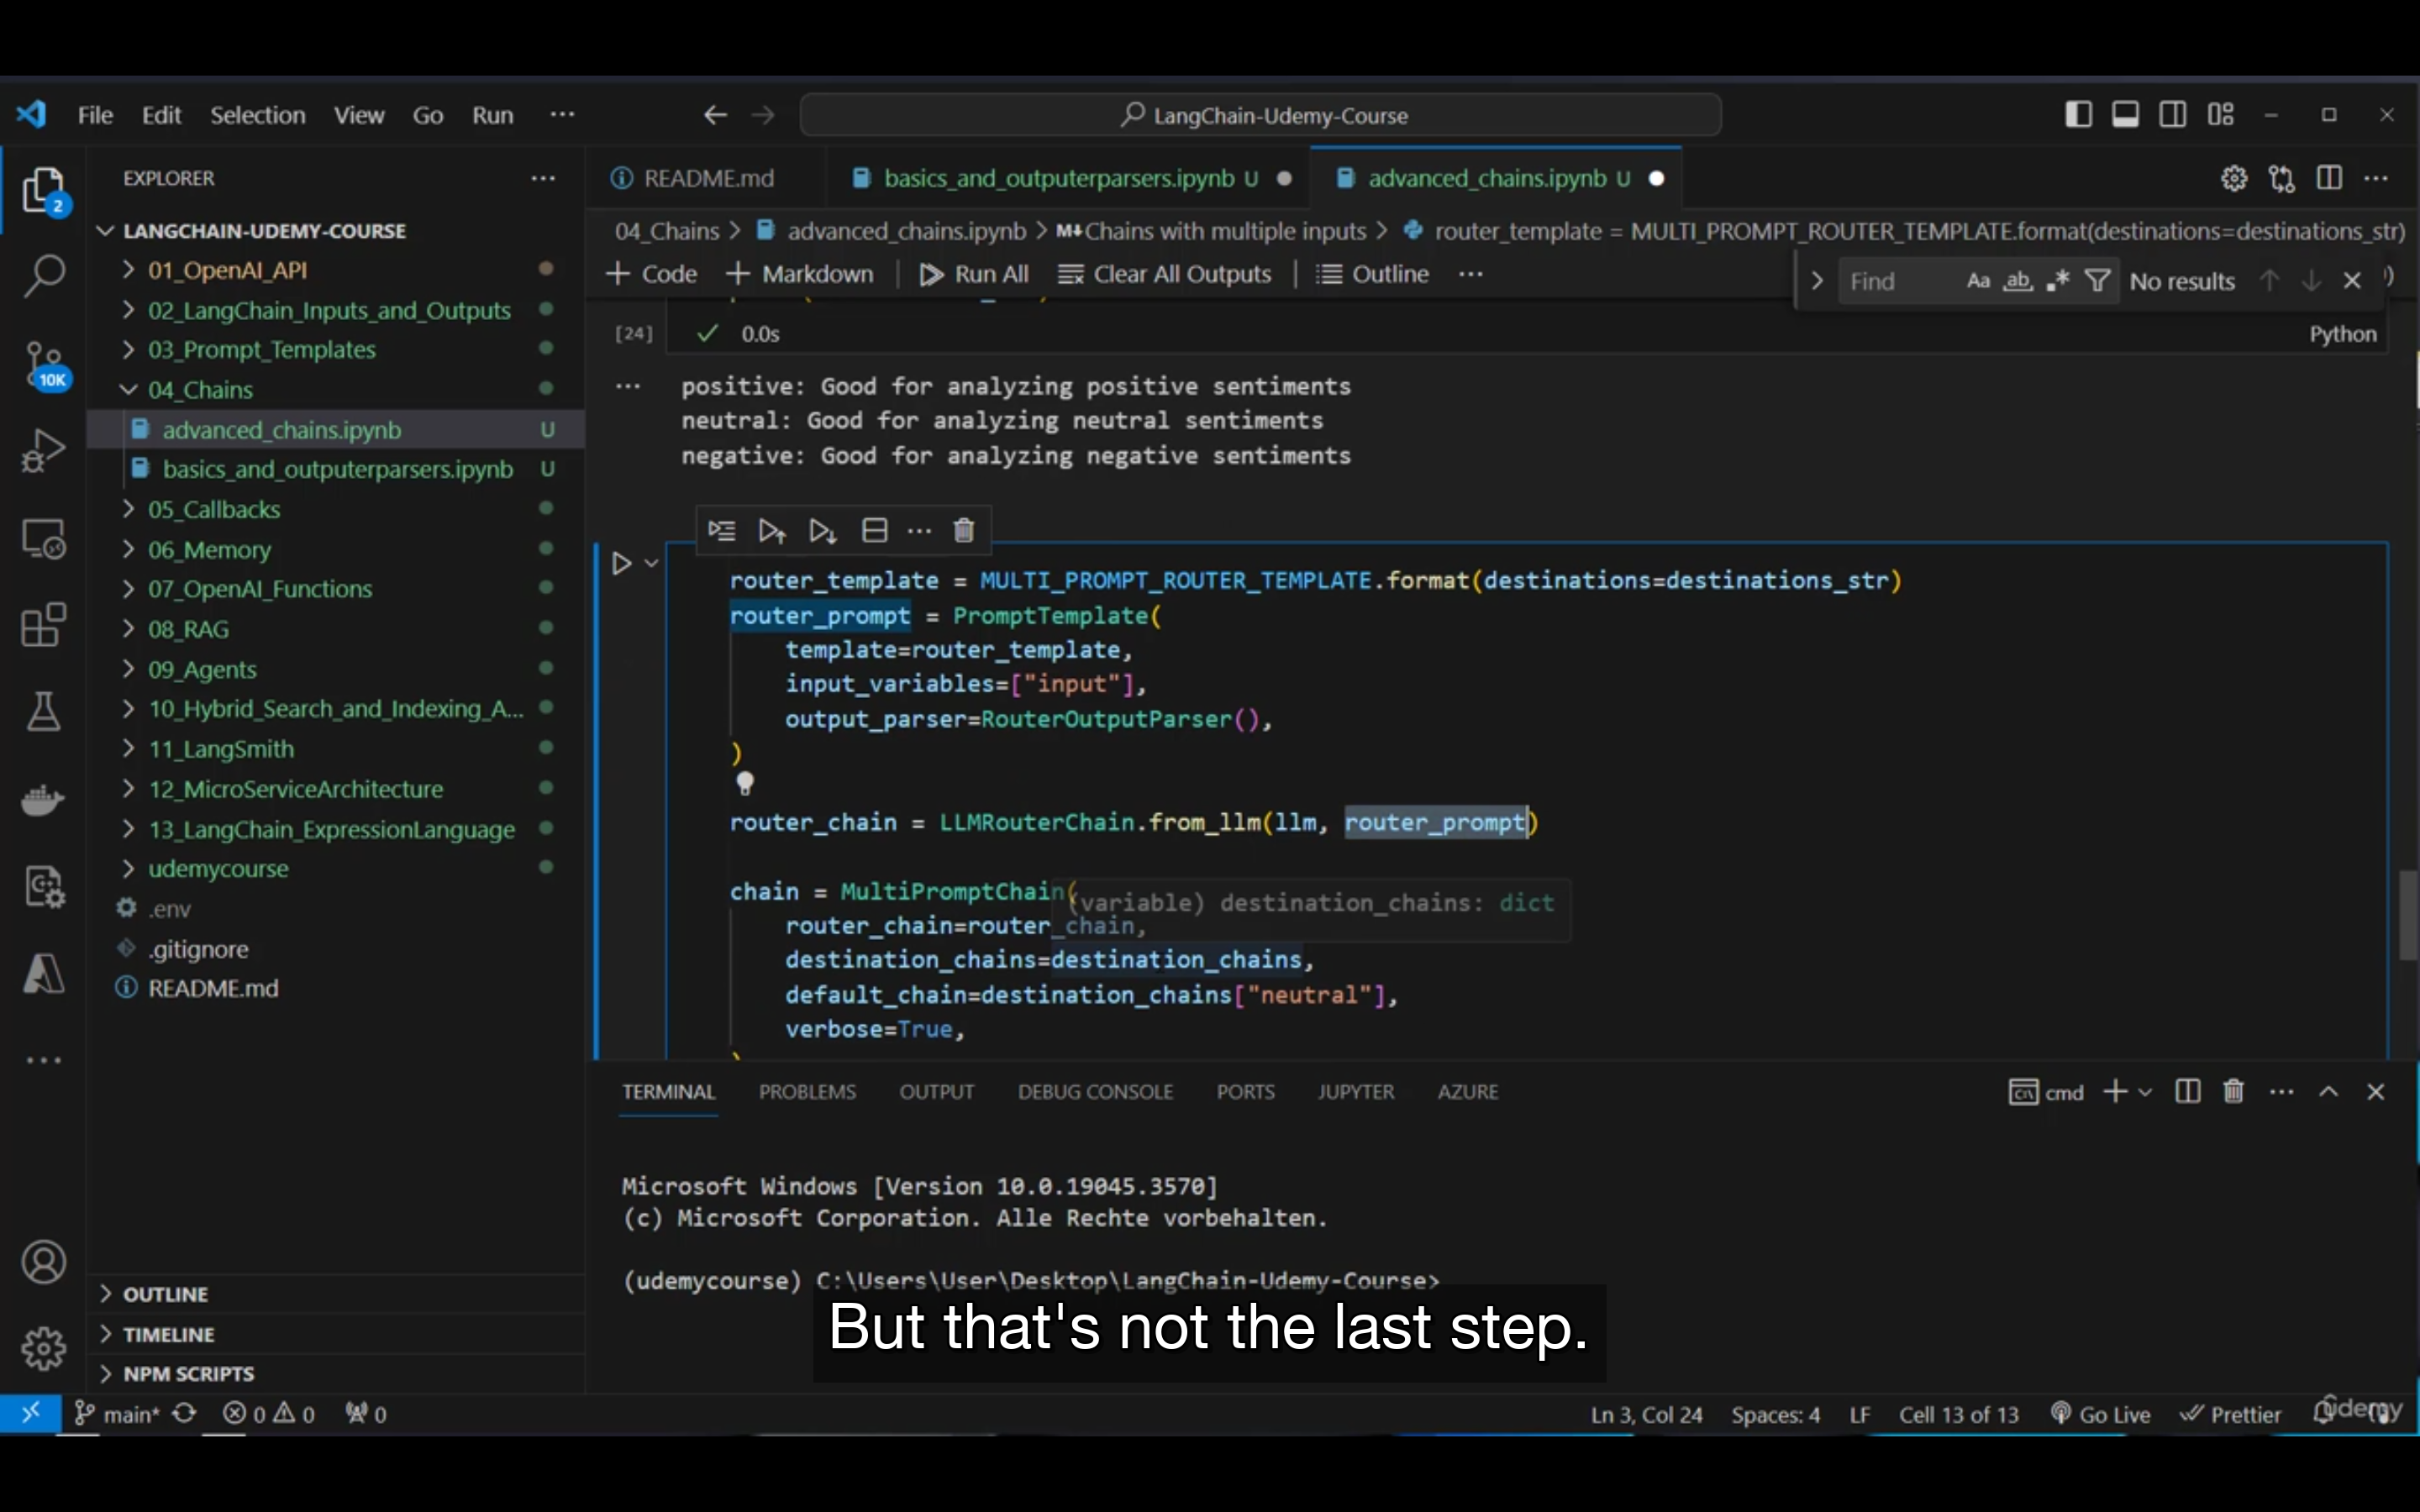 File Edit Selection View Go Run ···
LangChain-Udemy-Course
EXPLORER
README.md
basics_and_outputerparsers.ipynb U
advanced_chains.ipynb U
2
LANGCHAIN-UDEMY-COURSE
04_Chains > advanced_chains.ipynb > M↓Chains with multiple inputs > router_template = MULTI_PROMPT_ROUTER_TEMPLATE.format(destinations=destinations_str)
+ Code + Markdown Run All Clear All Outputs Outline ···
Find Aa ab No results
01_OpenAI_API
02_LangChain_Inputs_and_Outputs
03_Prompt_Templates
04_Chains
advanced_chains.ipynb U
basics_and_outputerparsers.ipynb U
05_Callbacks
06_Memory
07_OpenAI_Functions
08_RAG
09_Agents
10_Hybrid_Search_and_Indexing_A...
11_LangSmith
12_MicroServiceArchitecture
13_LangChain_ExpressionLanguage
udemycourse
.env
.gitignore
README.md
10K
OUTLINE
TIMELINE
NPM SCRIPTS
[24] 0.0s
Python
positive: Good for analyzing positive sentiments
neutral: Good for analyzing neutral sentiments
negative: Good for analyzing negative sentiments
router_template = MULTI_PROMPT_ROUTER_TEMPLATE.format(destinations=destinations_str)
router_prompt = PromptTemplate(
template=router_template,
input_variables=["input"],
output_parser=RouterOutputParser(),
)
router_chain = LLMRouterChain.from_llm(llm, router_prompt)
chain = MultiPromptChain(
(variable) destination_chains: dict
router_chain=router_chain,
destination_chains=destination_chains,
default_chain=destination_chains["neutral"],
verbose=True,
)
TERMINAL PROBLEMS OUTPUT DEBUG CONSOLE PORTS JUPYTER AZURE
cmd
Microsoft Windows [Version 10.0.19045.3570]
(c) Microsoft Corporation. Alle Rechte vorbehalten.
(udemycourse) C:\Users\User\Desktop\LangChain-Udemy-Course>
But that's not the last step.
main* 0 0 0
Ln 3, Col 24 Spaces: 4 LF Cell 13 of 13 Go Live Prettier
udemy